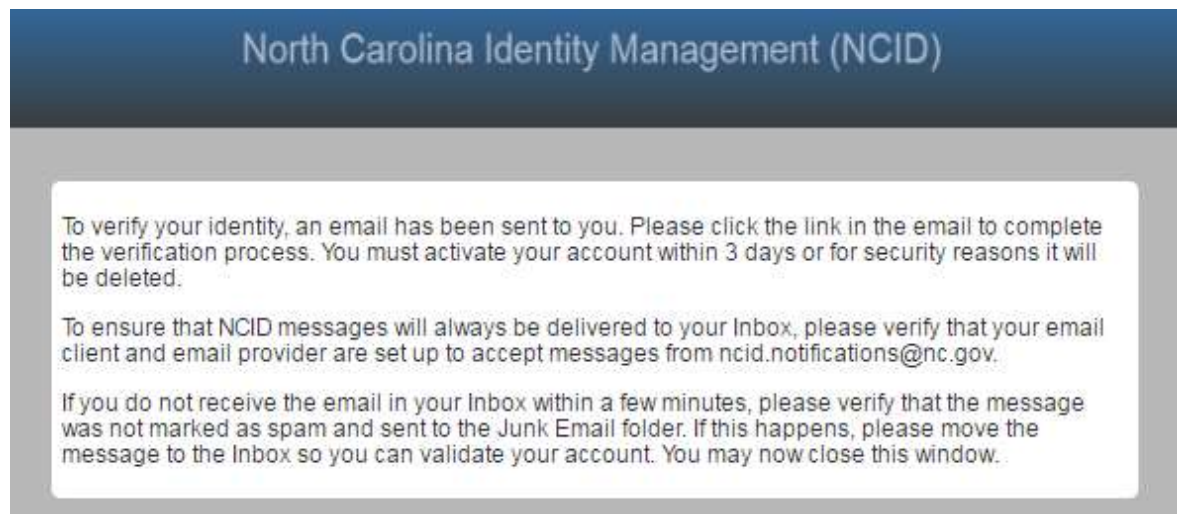 North Carolina Identity Management (NCID)
To verify your identity, an email has been sent to you. Please click the link in the email to complete
the verification process. You must activate your account within 3 days or for security reasons it will
be deleted.
To ensure that NCID messages will always be delivered to your Inbox, please verify that your email
client and email provider are set up to accept messages from ncid.notifications@nc.gov.
If you do not receive the email in your Inbox within a few minutes, please verify that the message
was not marked as spam and sent to the Junk Email folder. If this happens, please move the
message to the Inbox so you can validate your account. You may now close this window.